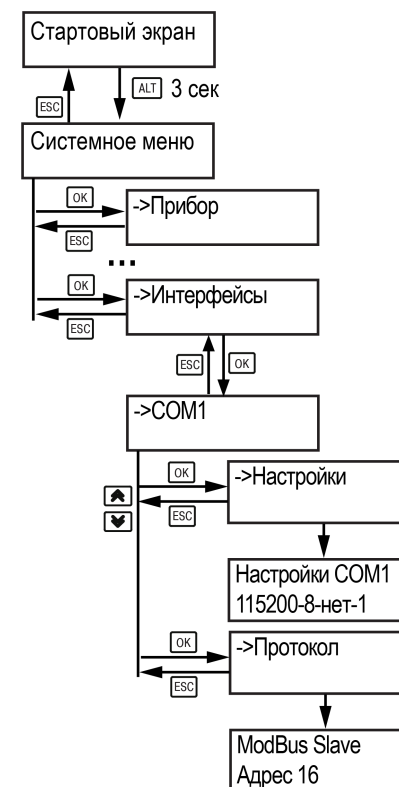 Стартовый экран
ESC
ALT 3 сек
Системное меню
OK
->Прибор
ESC
...
OK
->Интерфейсы
ESC
ESC
OK
->COM1
OK
->Настройки
ESC
Настройки COM1
115200-8-нет-1
OK
->Протокол
ESC
ModBus Slave
Адрес 16